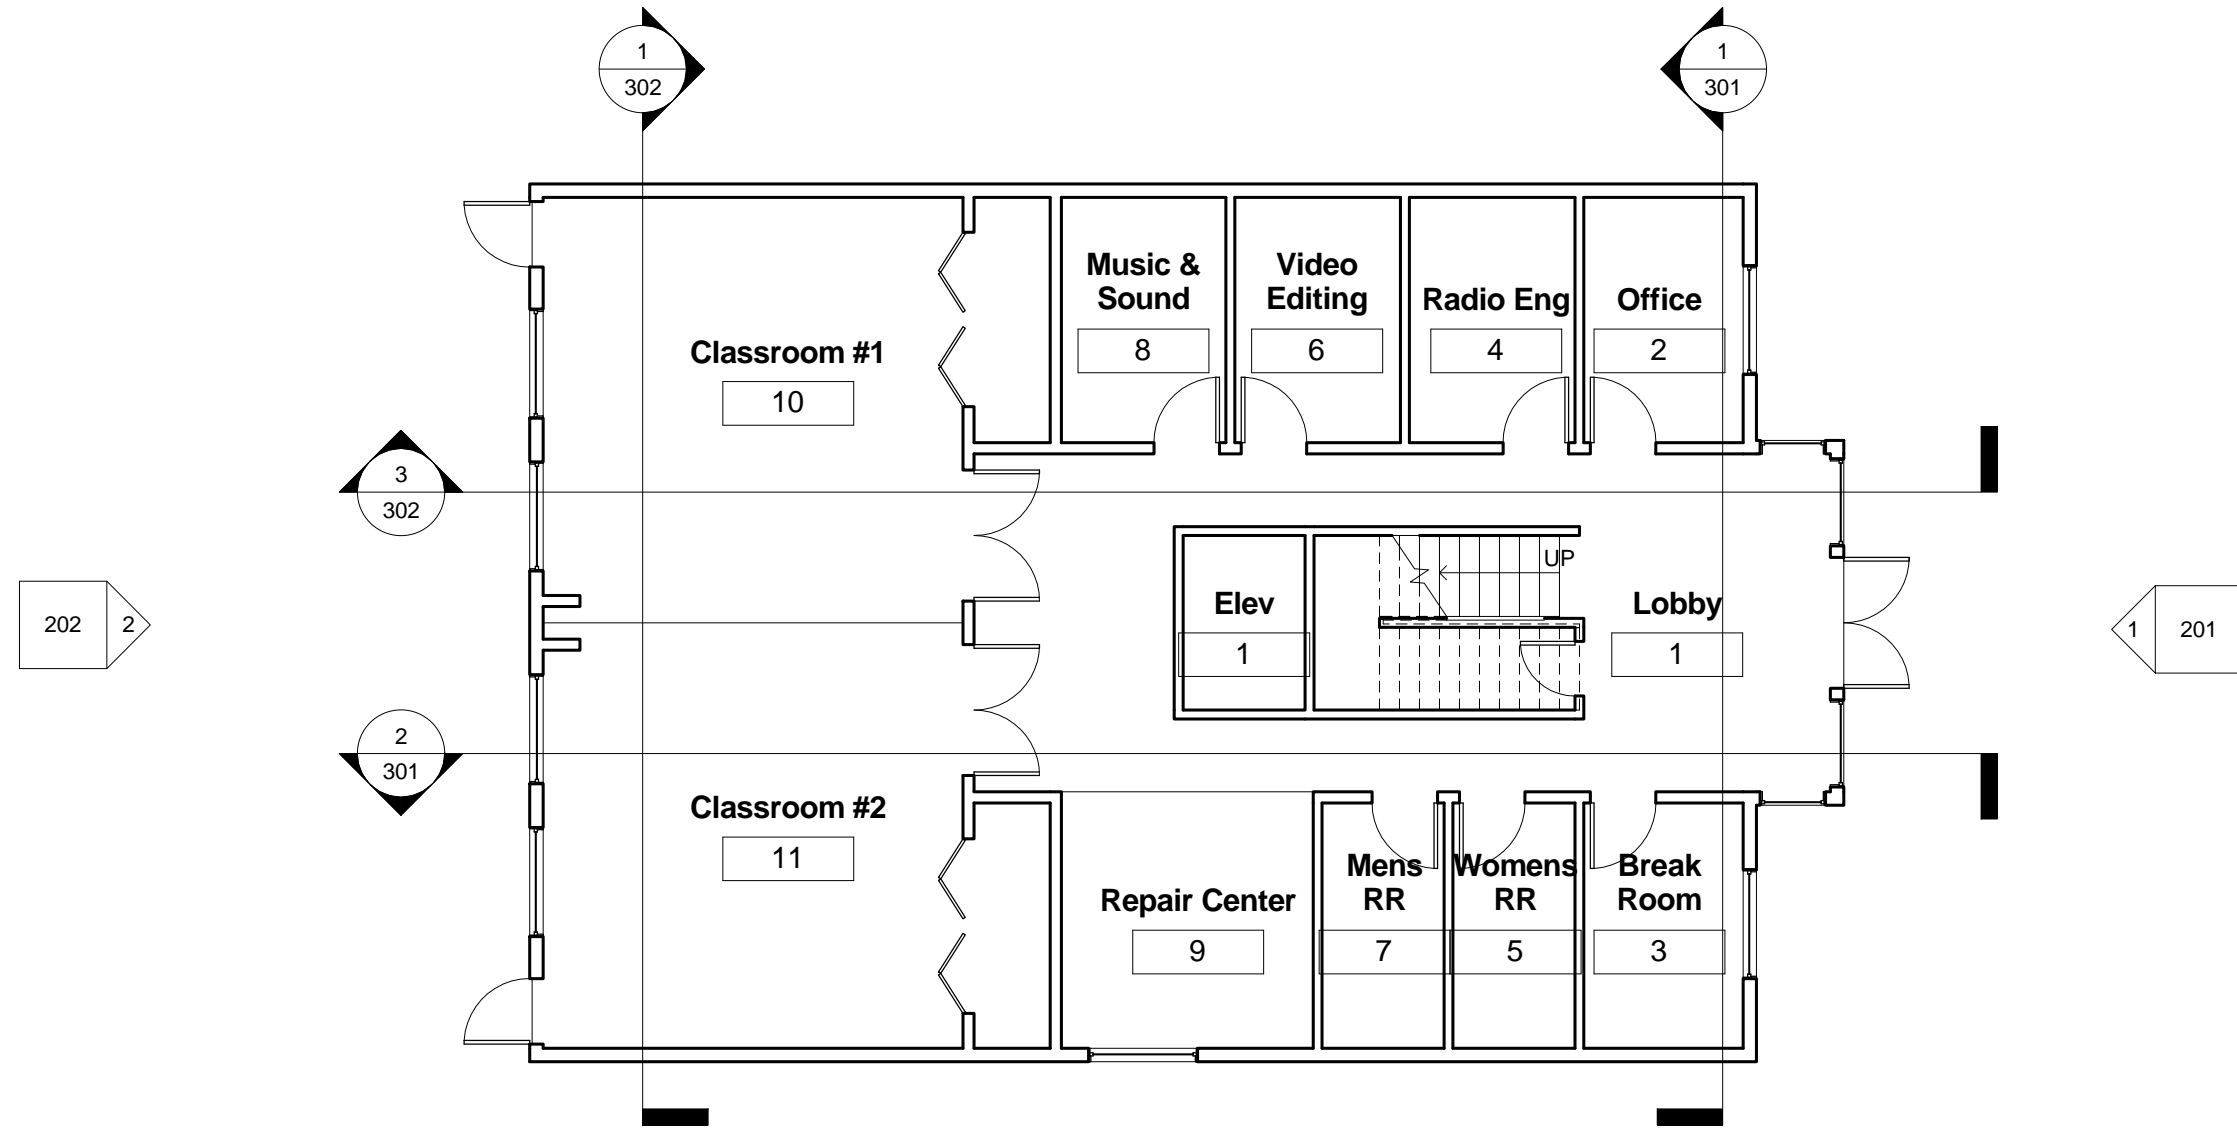 1
302
1
301
Music &
Sound
8
Video
Editing
6
Radio Eng
4
Office
2
Classroom #1
10
3
302
UP
Elev
1
Lobby
1
202
2
1
201
2
301
Classroom #2
11
Repair Center
9
Mens
RR
7
Womens
RR
5
Break
Room
3